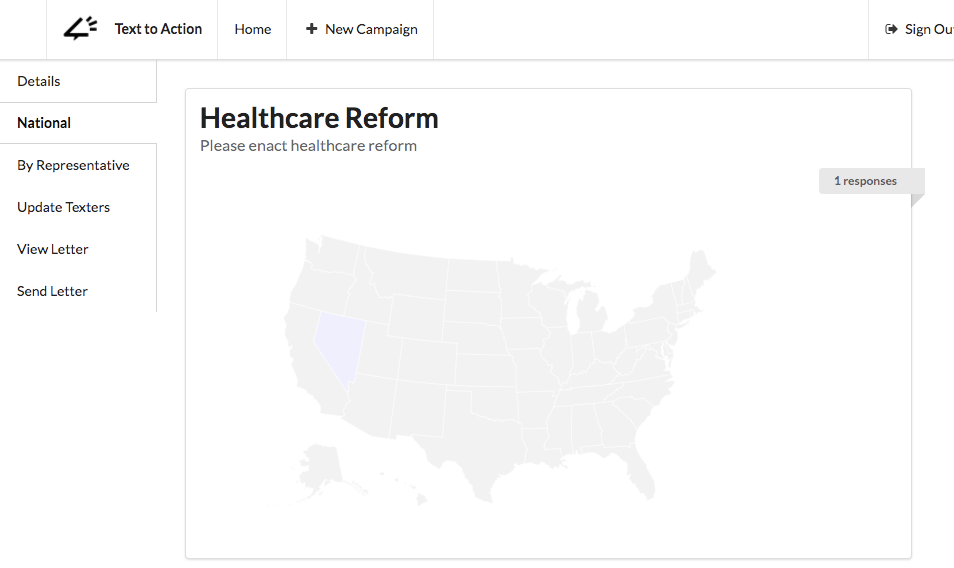 Text to Action
Home
New Campaign
Sign Ou
Details
National
By Representative
Update Texters
View Letter
Send Letter
Healthcare Reform
Please enact healthcare reform
1 responses